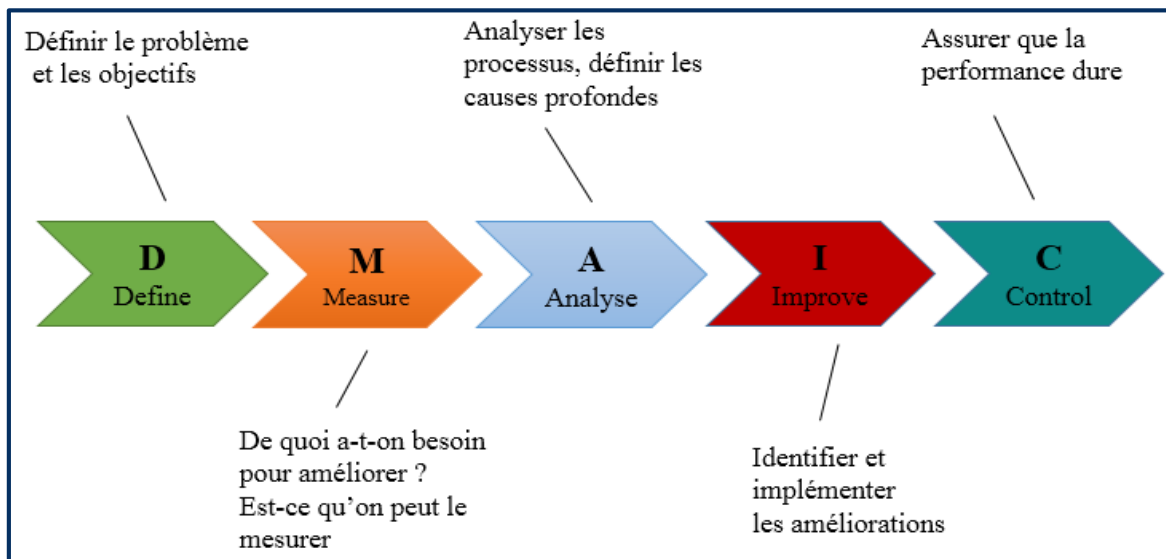 Définir le problème
et les objectifs
Analyser les
processus, définir les
causes profondes
Assurer que la
performance dure
D
Define
M
Measure
A
Analyse
I
Improve
C
Control
De quoi a-t-on besoin
pour améliorer ?
Est-ce qu’on peut le
mesurer
Identifier et
implémenter
les améliorations